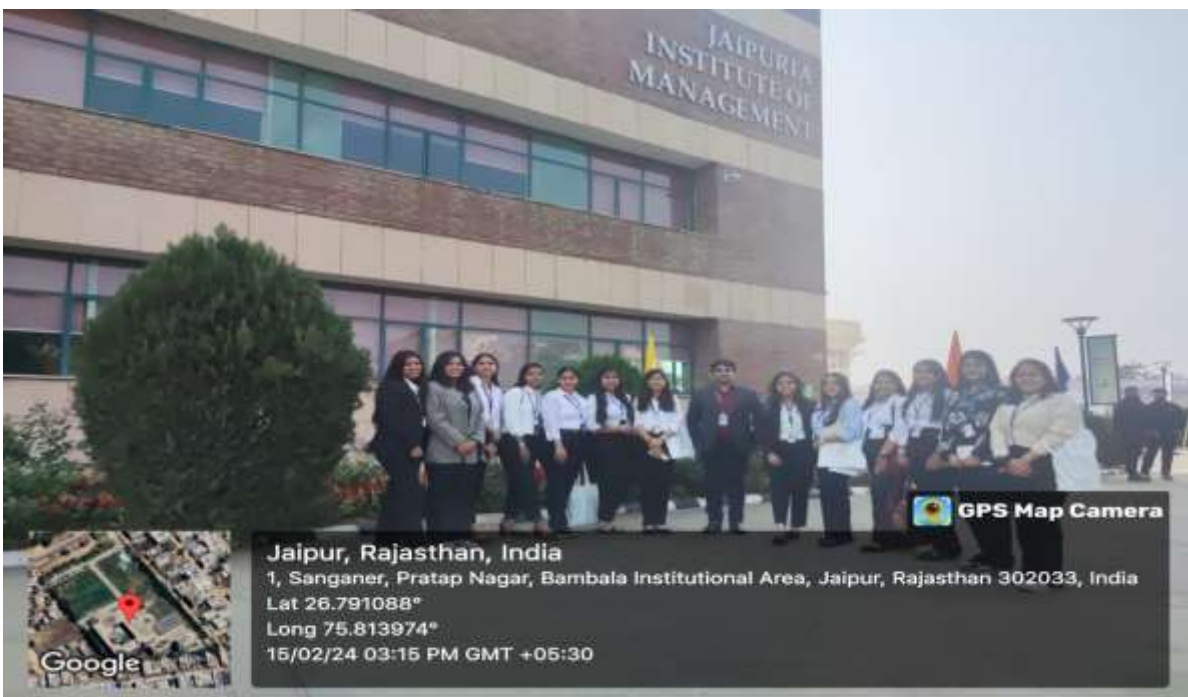 JAIPURIA
INSTITUTE OF
MANAGEMENT
GPS Map Camera
Jaipur, Rajasthan, India
1, Sanganer, Pratap Nagar, Bambala Institutional Area, Jaipur, Rajasthan 302033, India
Lat 26.791088°
Long 75.813974°
15/02/24 03:15 PM GMT +05:30
Google